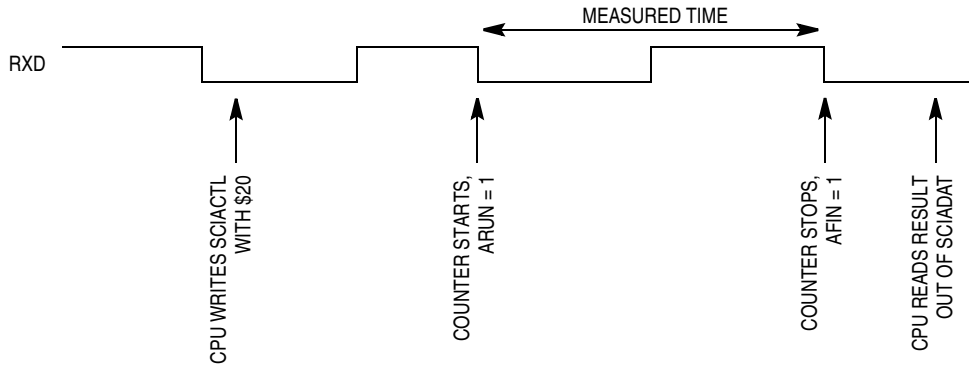 MEASURED TIME
RXD
CPU WRITES SCIACTL
WITH $20
COUNTER STARTS,
ARUN = 1
COUNTER STOPS,
AFIN = 1
CPU READS RESULT
OUT OF SCIADAT